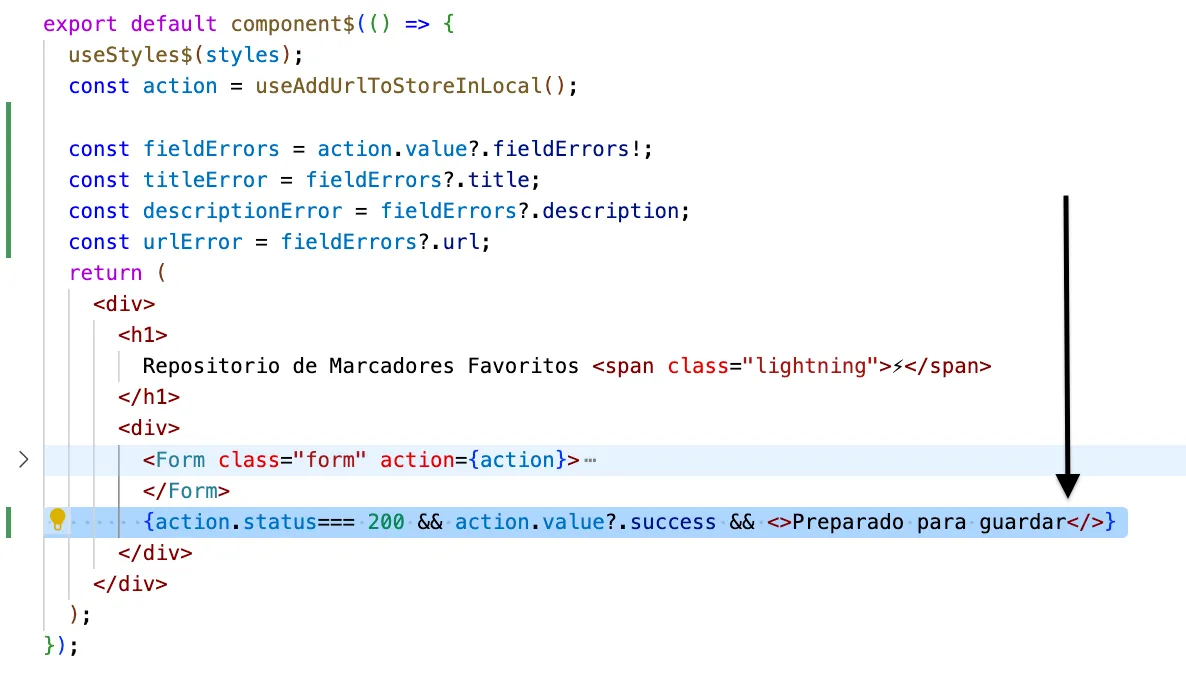 export default component$(() => {
  useStyles$(styles);
  const action = useAddUrlToStoreInLocal();

  const fieldErrors = action.value?.fieldErrors!;
  const titleError = fieldErrors?.title;
  const descriptionError = fieldErrors?.description;
  const urlError = fieldErrors?.url;
  return (
    <div>
      <h1>
        Repositorio de Marcadores Favoritos <span class="lightning">⚡</span>
      </h1>
      <div>
        <Form class="form" action={action}>⋯
        </Form>
        {action.status=== 200 && action.value?.success && <>Preparado para guardar</>}
      </div>
    </div>
  );
});